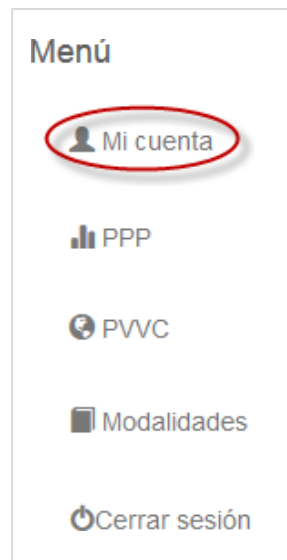 Menú
Mi cuenta
PPP
PVVC
Modalidades
Cerrar sesión